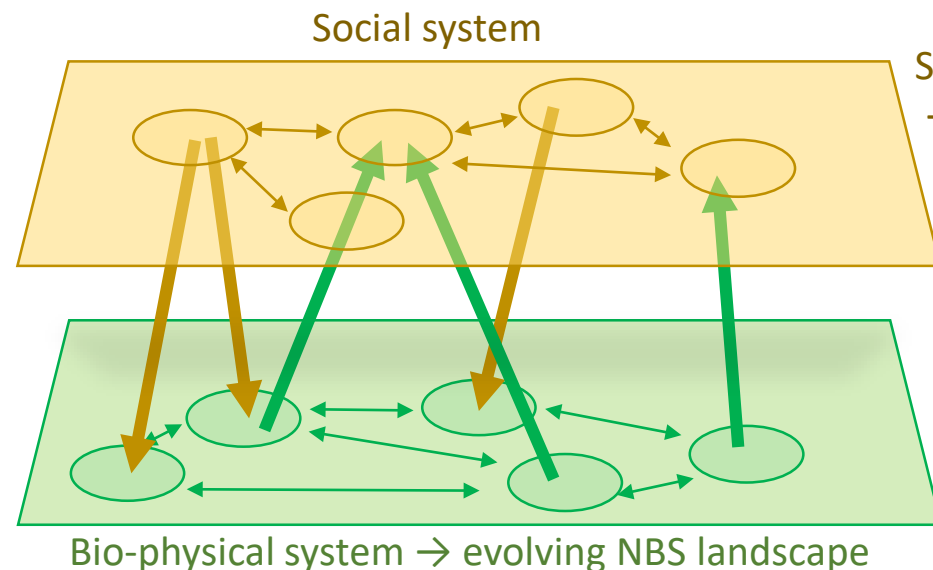 Social system
S
Bio-physical system → evolving NBS landscape